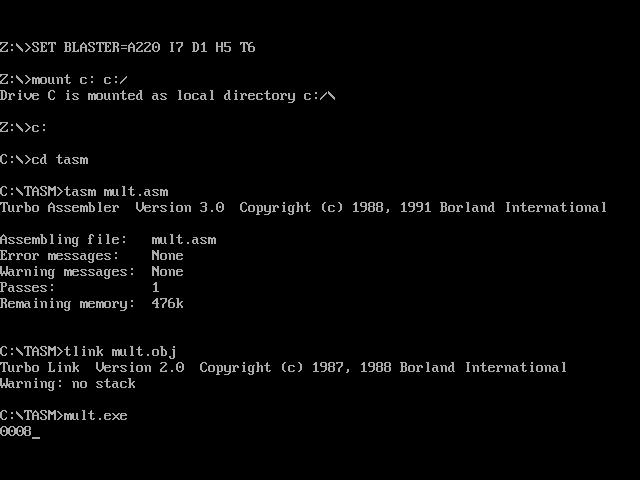 Z:\>SET BLASTER=A220 I7 D1 H5 T6
Z:\>mount c: c:/
Drive C is mounted as local directory c:/\
Z:\>c:
C:\>cd tasm
C:\TASM>tasm mult.asm
Turbo Assembler  Version 3.0  Copyright (c) 1988, 1991 Borland International
Assembling file:   mult.asm
Error messages:    None
Warning messages:  None
Passes:            1
Remaining memory:  476k
C:\TASM>tlink mult.obj
Turbo Link  Version 2.0  Copyright (c) 1987, 1988 Borland International
Warning: no stack
C:\TASM>mult.exe
0008_